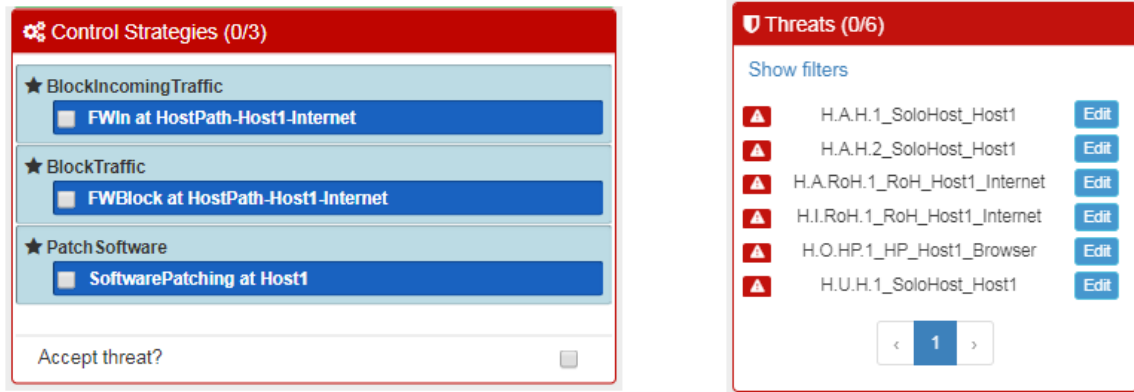 Control Strategies (0/3)
BlockIncomingTraffic
FWIn at HostPath-Host1-Internet
BlockTraffic
FWBlock at HostPath-Host1-Internet
PatchSoftware
SoftwarePatching at Host1
Accept threat?
Threats (0/6)
Show filters
H.A.H.1_SoloHost_Host1 Edit
H.A.H.2_SoloHost_Host1 Edit
H.A.RoH.1_RoH_Host1_Internet Edit
H.I.RoH.1_RoH_Host1_Internet Edit
H.O.HP.1_HP_Host1_Browser Edit
H.U.H.1_SoloHost_Host1 Edit
‹ 1 ›